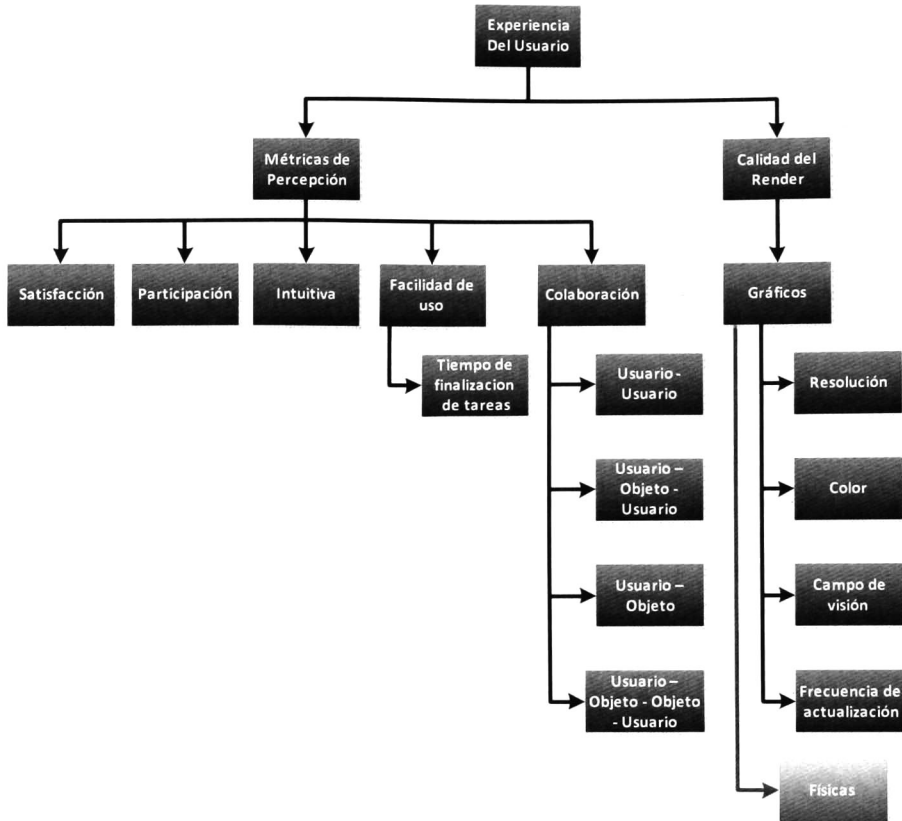 Experiencia
Del Usuario
Métricas de
Percepción
Calidad del
Render
Satisfacción
Participación
Intuitiva
Facilidad de
uso
Colaboración
Gráficos
Tiempo de
finalizacion
de tareas
Usuario-
Usuario
Usuario –
Objeto -
Usuario
Usuario –
Objeto
Usuario –
Objeto - Objeto
- Usuario
Resolución
Color
Campo de
visión
Frecuencia de
actualización
Físicas